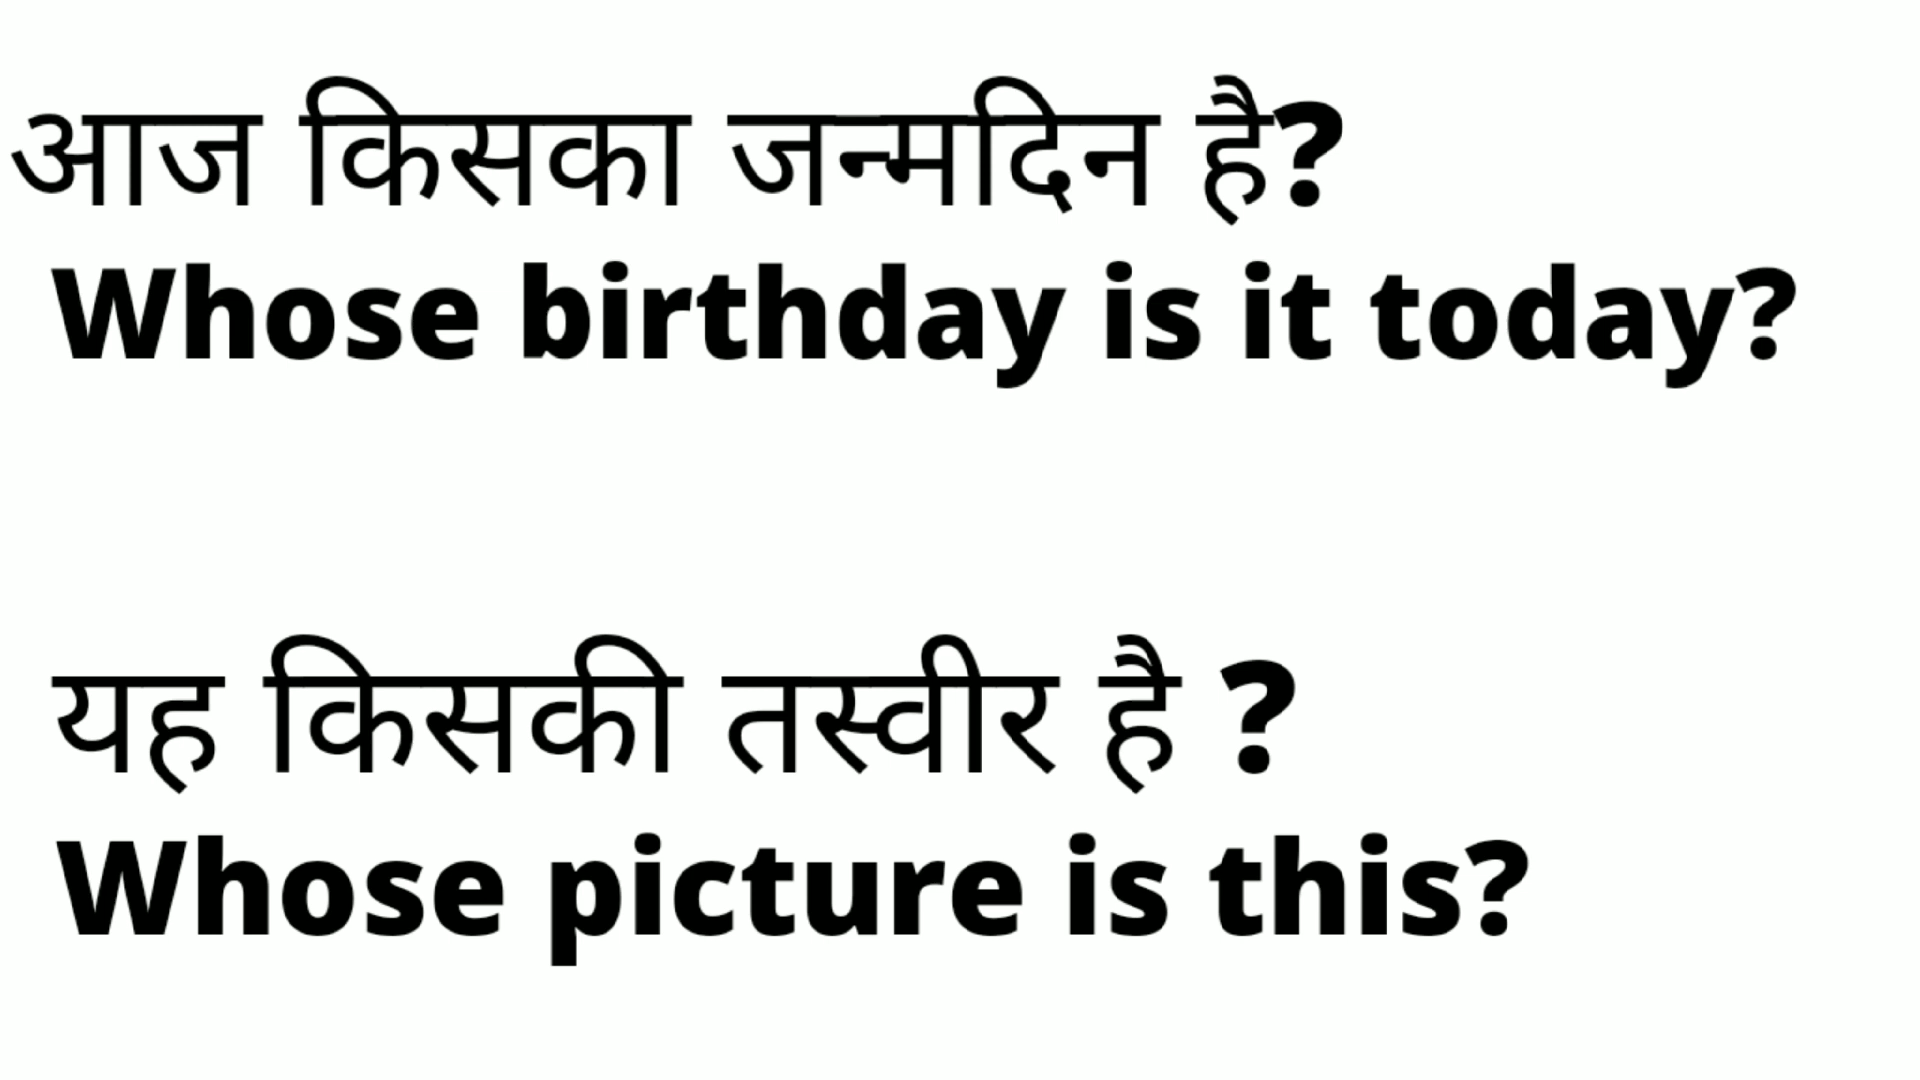 आज किसका जन्मदिन है?
Whose birthday is it today?
यह किसकी तस्वीर है ?
Whose picture is this?